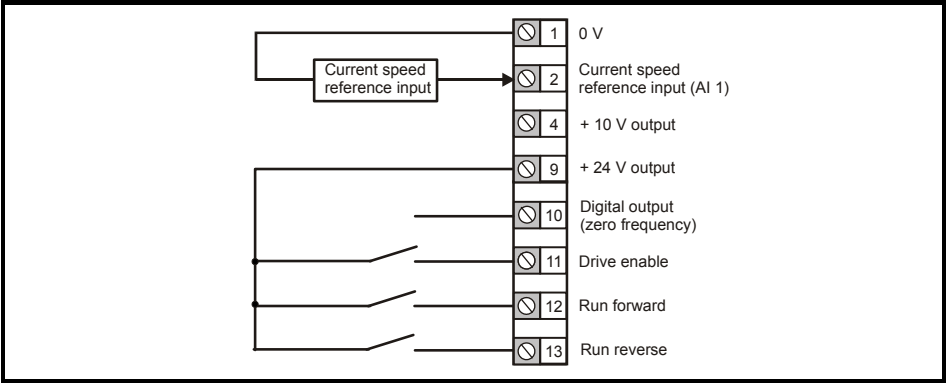 1 0 V
Current speed
reference input
2 Current speed
reference input (AI 1)
4 + 10 V output
9 + 24 V output
10 Digital output
(zero frequency)
11 Drive enable
12 Run forward
13 Run reverse